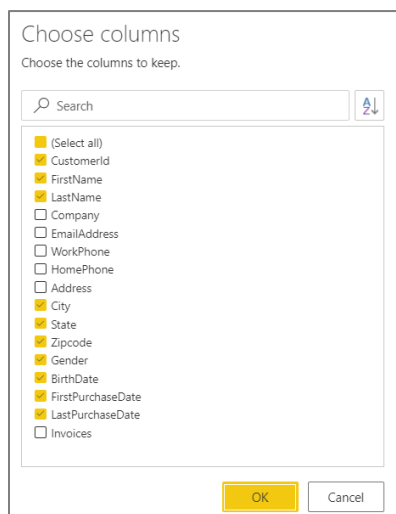 Choose columns
Choose the columns to keep.
Search
A
Z
(Select all)
CustomerId
FirstName
LastName
Company
EmailAddress
WorkPhone
HomePhone
Address
City
State
Zipcode
Gender
BirthDate
FirstPurchaseDate
LastPurchaseDate
Invoices
OK Cancel